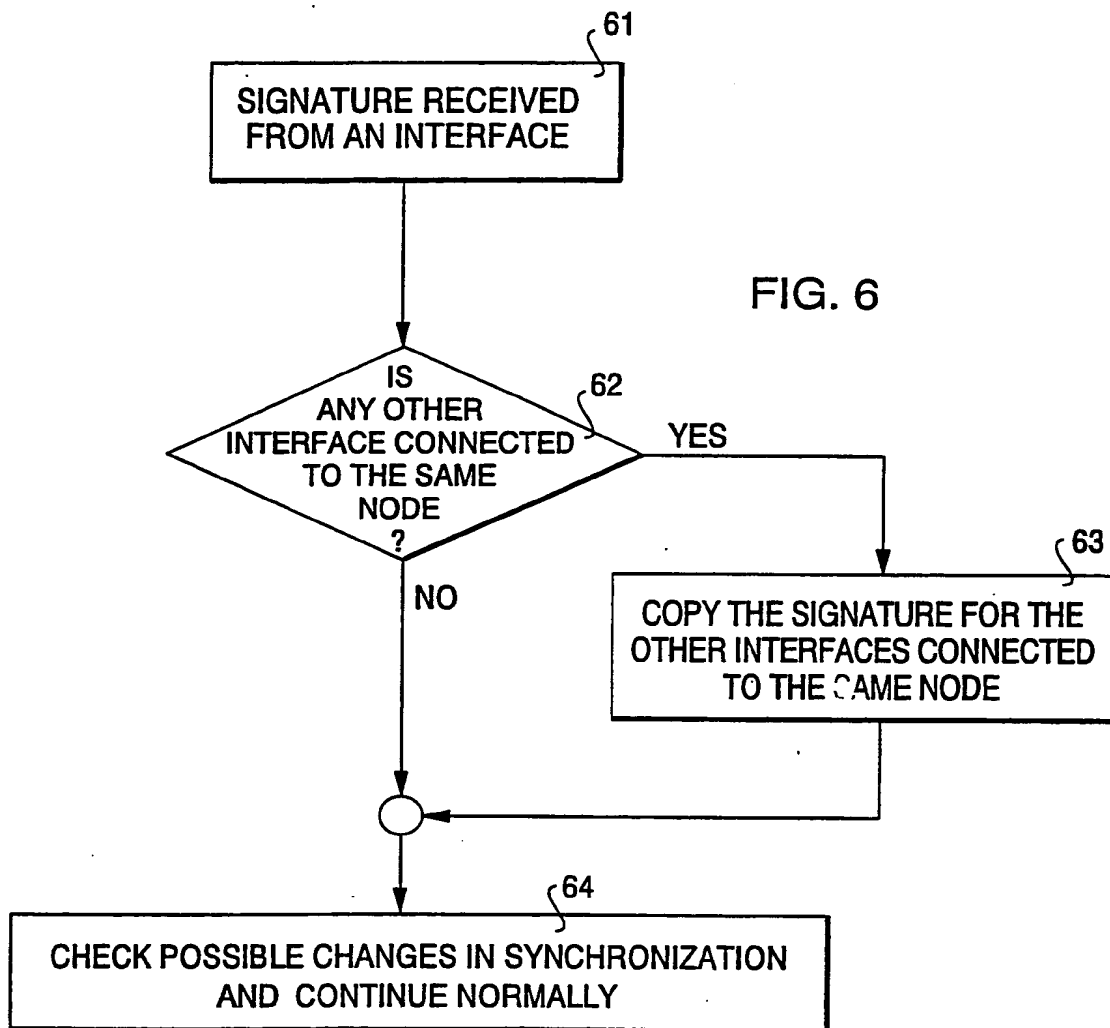 61
SIGNATURE RECEIVED
FROM AN INTERFACE
FIG. 6
IS
ANY OTHER
INTERFACE CONNECTED
TO THE SAME
NODE
?
62
YES
NO
63
COPY THE SIGNATURE FOR THE
OTHER INTERFACES CONNECTED
TO THE SAME NODE
64
CHECK POSSIBLE CHANGES IN SYNCHRONIZATION
AND CONTINUE NORMALLY